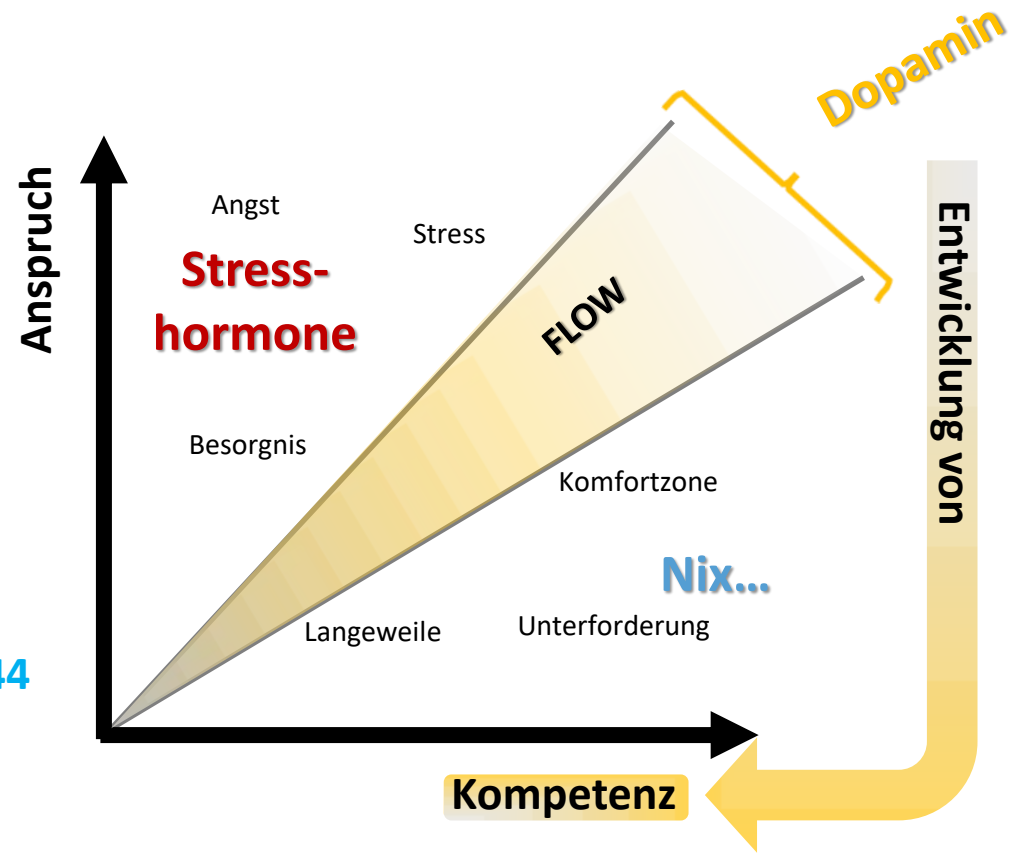 Dopamin
Anspruch
Angst
Stress
Stress-
hormone
FLOW
Entwicklung von
Besorgnis
Komfortzone
Nix...
Langeweile
Unterforderung
44
Kompetenz